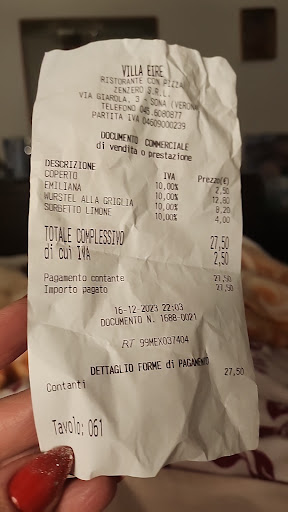 VILLA EIRE
RISTORANTE CON PIZZA
ZENZERO S.R.L.
VIA GIAROLA, 3 - SONA (VERONA
TELEFONO 045.6080877
PARTITA IVA 04609000239
DOCUMENTO COMMERCIALE
di vendita o prestazione
DESCRIZIONE IVA Prezzo(€)
COPERTO 10,00% 2,50
EMILIANA 10,00% 12,80
WURSTEL ALLA GRIGLIA 10,00% 8,20
SORBETTO LIMONE 10,00% 4,00
TOTALE COMPLESSIVO 27,50
di cui IVA 2,50
Pagamento contante 27,50
Importo pagato 27,50
16-12-2023 22:03
DOCUMENTO N. 1688-0021
RT 99MEX037404
DETTAGLIO FORME di PAGAMENTO
Contanti 27,50
Tavolo: 061